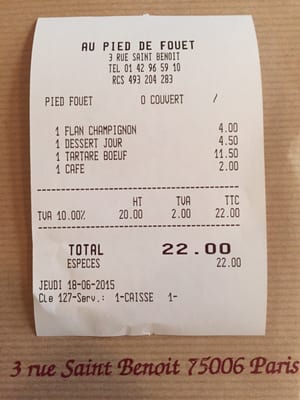 AU PIED DE FOUET
3 RUE SAINT BENOIT
TEL 01 42 96 59 10
RCS 493 204 283
PIED FOUET 0 COUVERT /
1 FLAN CHAMPIGNON 4.00
1 DESSERT JOUR 4.50
1 TARTARE BOEUF 11.50
1 CAFE 2.00
HT TVA TTC
TVA 10.00% 20.00 2.00 22.00
TOTAL 22.00
ESPECES 22.00
JEUDI 18-06-2015
Cle 127-Serv.: 1-CAISSE 1-
3 rue Saint Benoit 75006 Paris